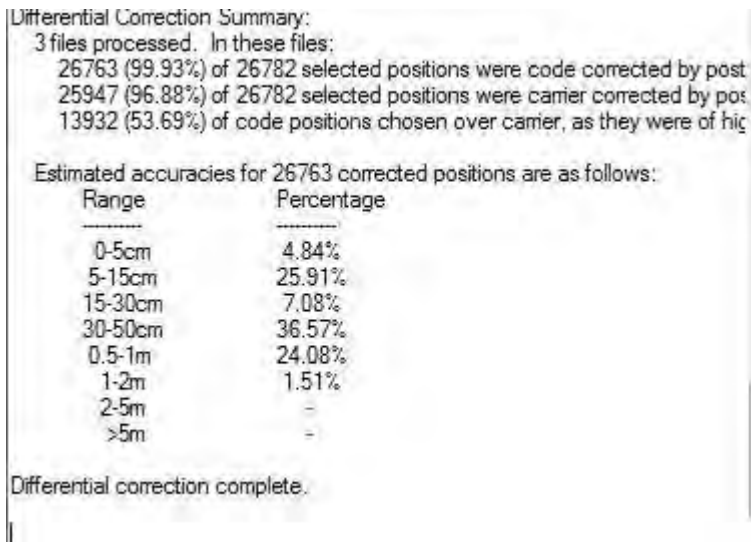 Differential Correction Summary:
3 files processed. In these files:
26763 (99.93%) of 26782 selected positions were code corrected by post
25947 (96.88%) of 26782 selected positions were carrier corrected by pos
13932 (53.69%) of code positions chosen over carrier, as they were of hig
Estimated accuracies for 26763 corrected positions are as follows:
Range Percentage
---------- ----------
0-5cm 4.84%
5-15cm 25.91%
15-30cm 7.08%
30-50cm 36.57%
0.5-1m 24.08%
1-2m 1.51%
2-5m -
>5m -
Differential correction complete.